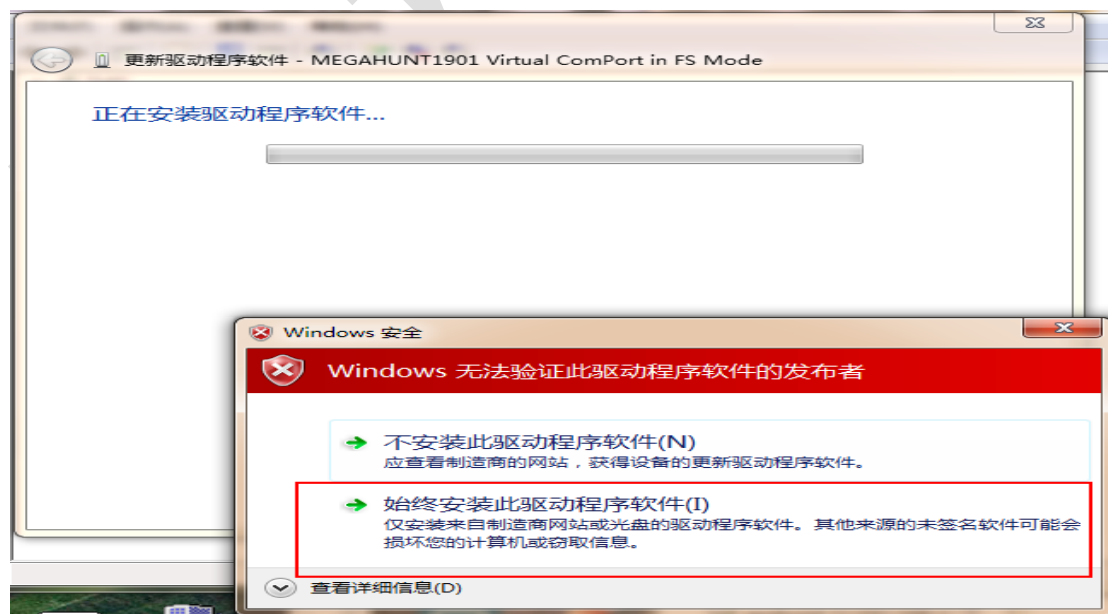 更新驱动程序软件 - MEGAHUNT1901 Virtual ComPort in FS Mode
正在安装驱动程序软件...
Windows 安全
Windows 无法验证此驱动程序软件的发布者
不安装此驱动程序软件(N)
应查看制造商的网站，获得设备的更新驱动程序软件。
始终安装此驱动程序软件(I)
仅安装来自制造商网站或光盘的驱动程序软件。其他来源的未签名软件可能会
损坏您的计算机或窃取信息。
查看详细信息(D)